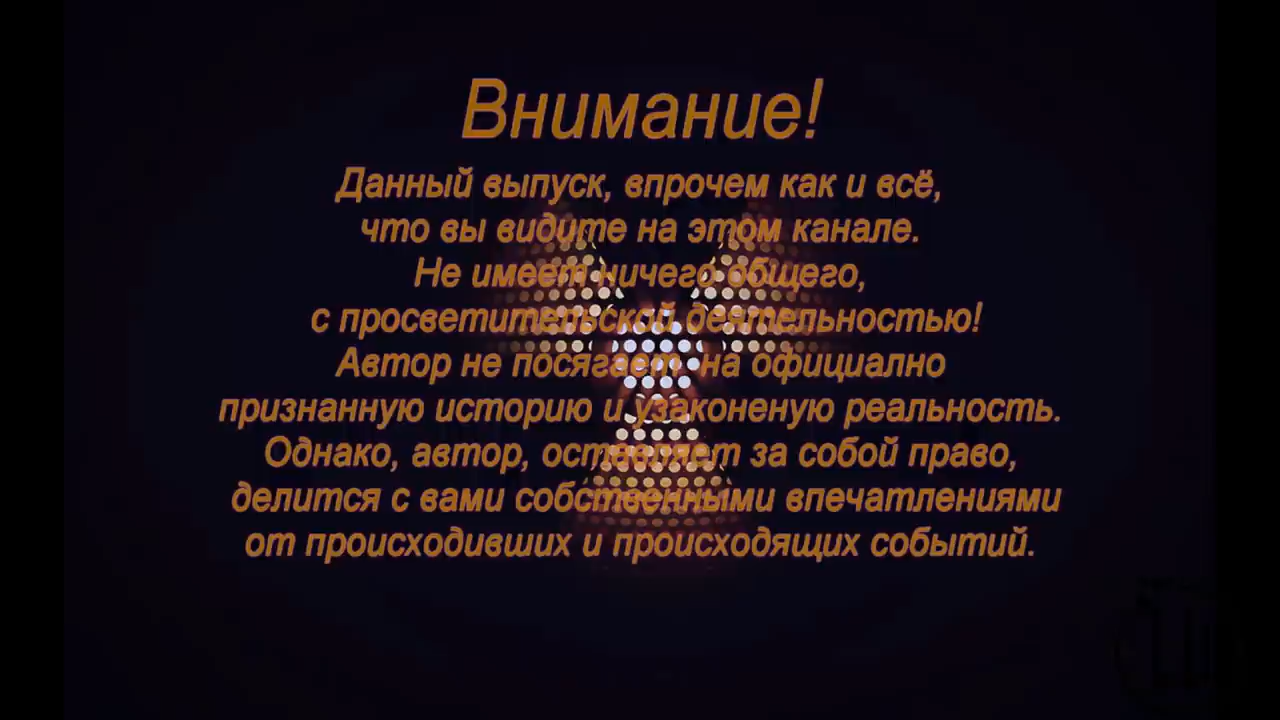 Внимание!
Данный выпуск, впрочем как и всё,
что вы видите на этом канале.
Не имеет ничего общего,
с просветительской деятельностью!
Автор не посягает на официально
признанную историю и узаконеную реальность.
Однако, автор, оставляет за собой право,
делится с вами собственными впечатлениями
от происходивших и происходящих событий.